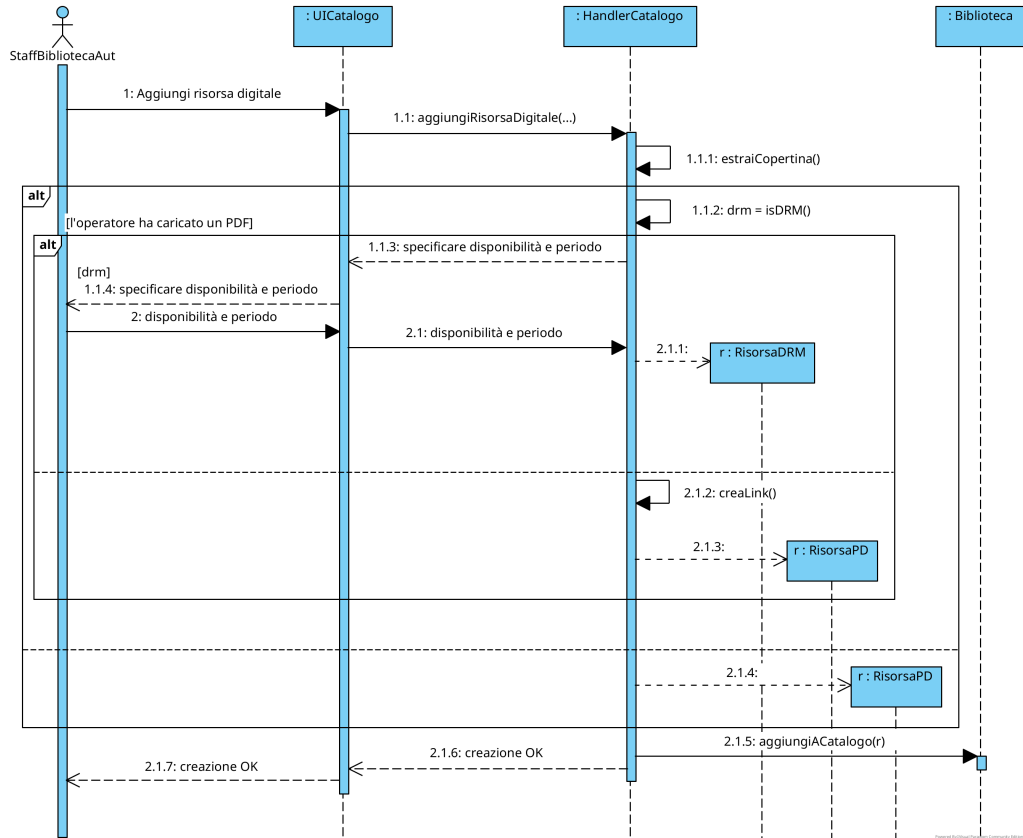 : UICatalogo
: HandlerCatalogo
: Biblioteca
StaffBibliotecaAut
1: Aggiungi risorsa digitale
1.1: aggiungiRisorsaDigitale(...)
1.1.1: estraiCopertina()
alt
1.1.2: drm = isDRM()
[l'operatore ha caricato un PDF]
alt
1.1.3: specificare disponibilità e periodo
[drm]
1.1.4: specificare disponibilità e periodo
2: disponibilità e periodo
2.1: disponibilità e periodo
2.1.1:
r : RisorsaDRM
2.1.2: creaLink()
2.1.3:
r : RisorsaPD
2.1.4:
r : RisorsaPD
2.1.5: aggiungiACatalogo(r)
2.1.6: creazione OK
2.1.7: creazione OK